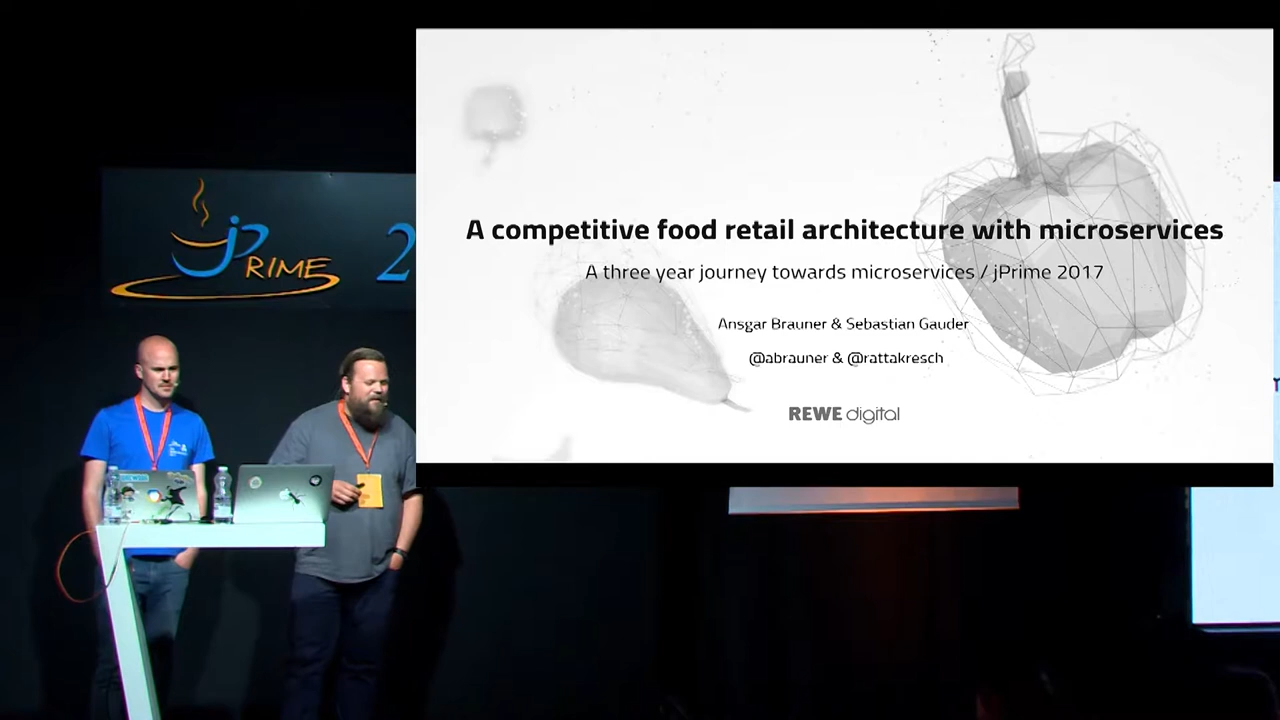 A competitive food retail architecture with microservices
A three year journey towards microservices / jPrime 2017
Ansgar Brauner & Sebastian Gauder
@abrauner & @rattakresch
REWE digital
jPRIME 2